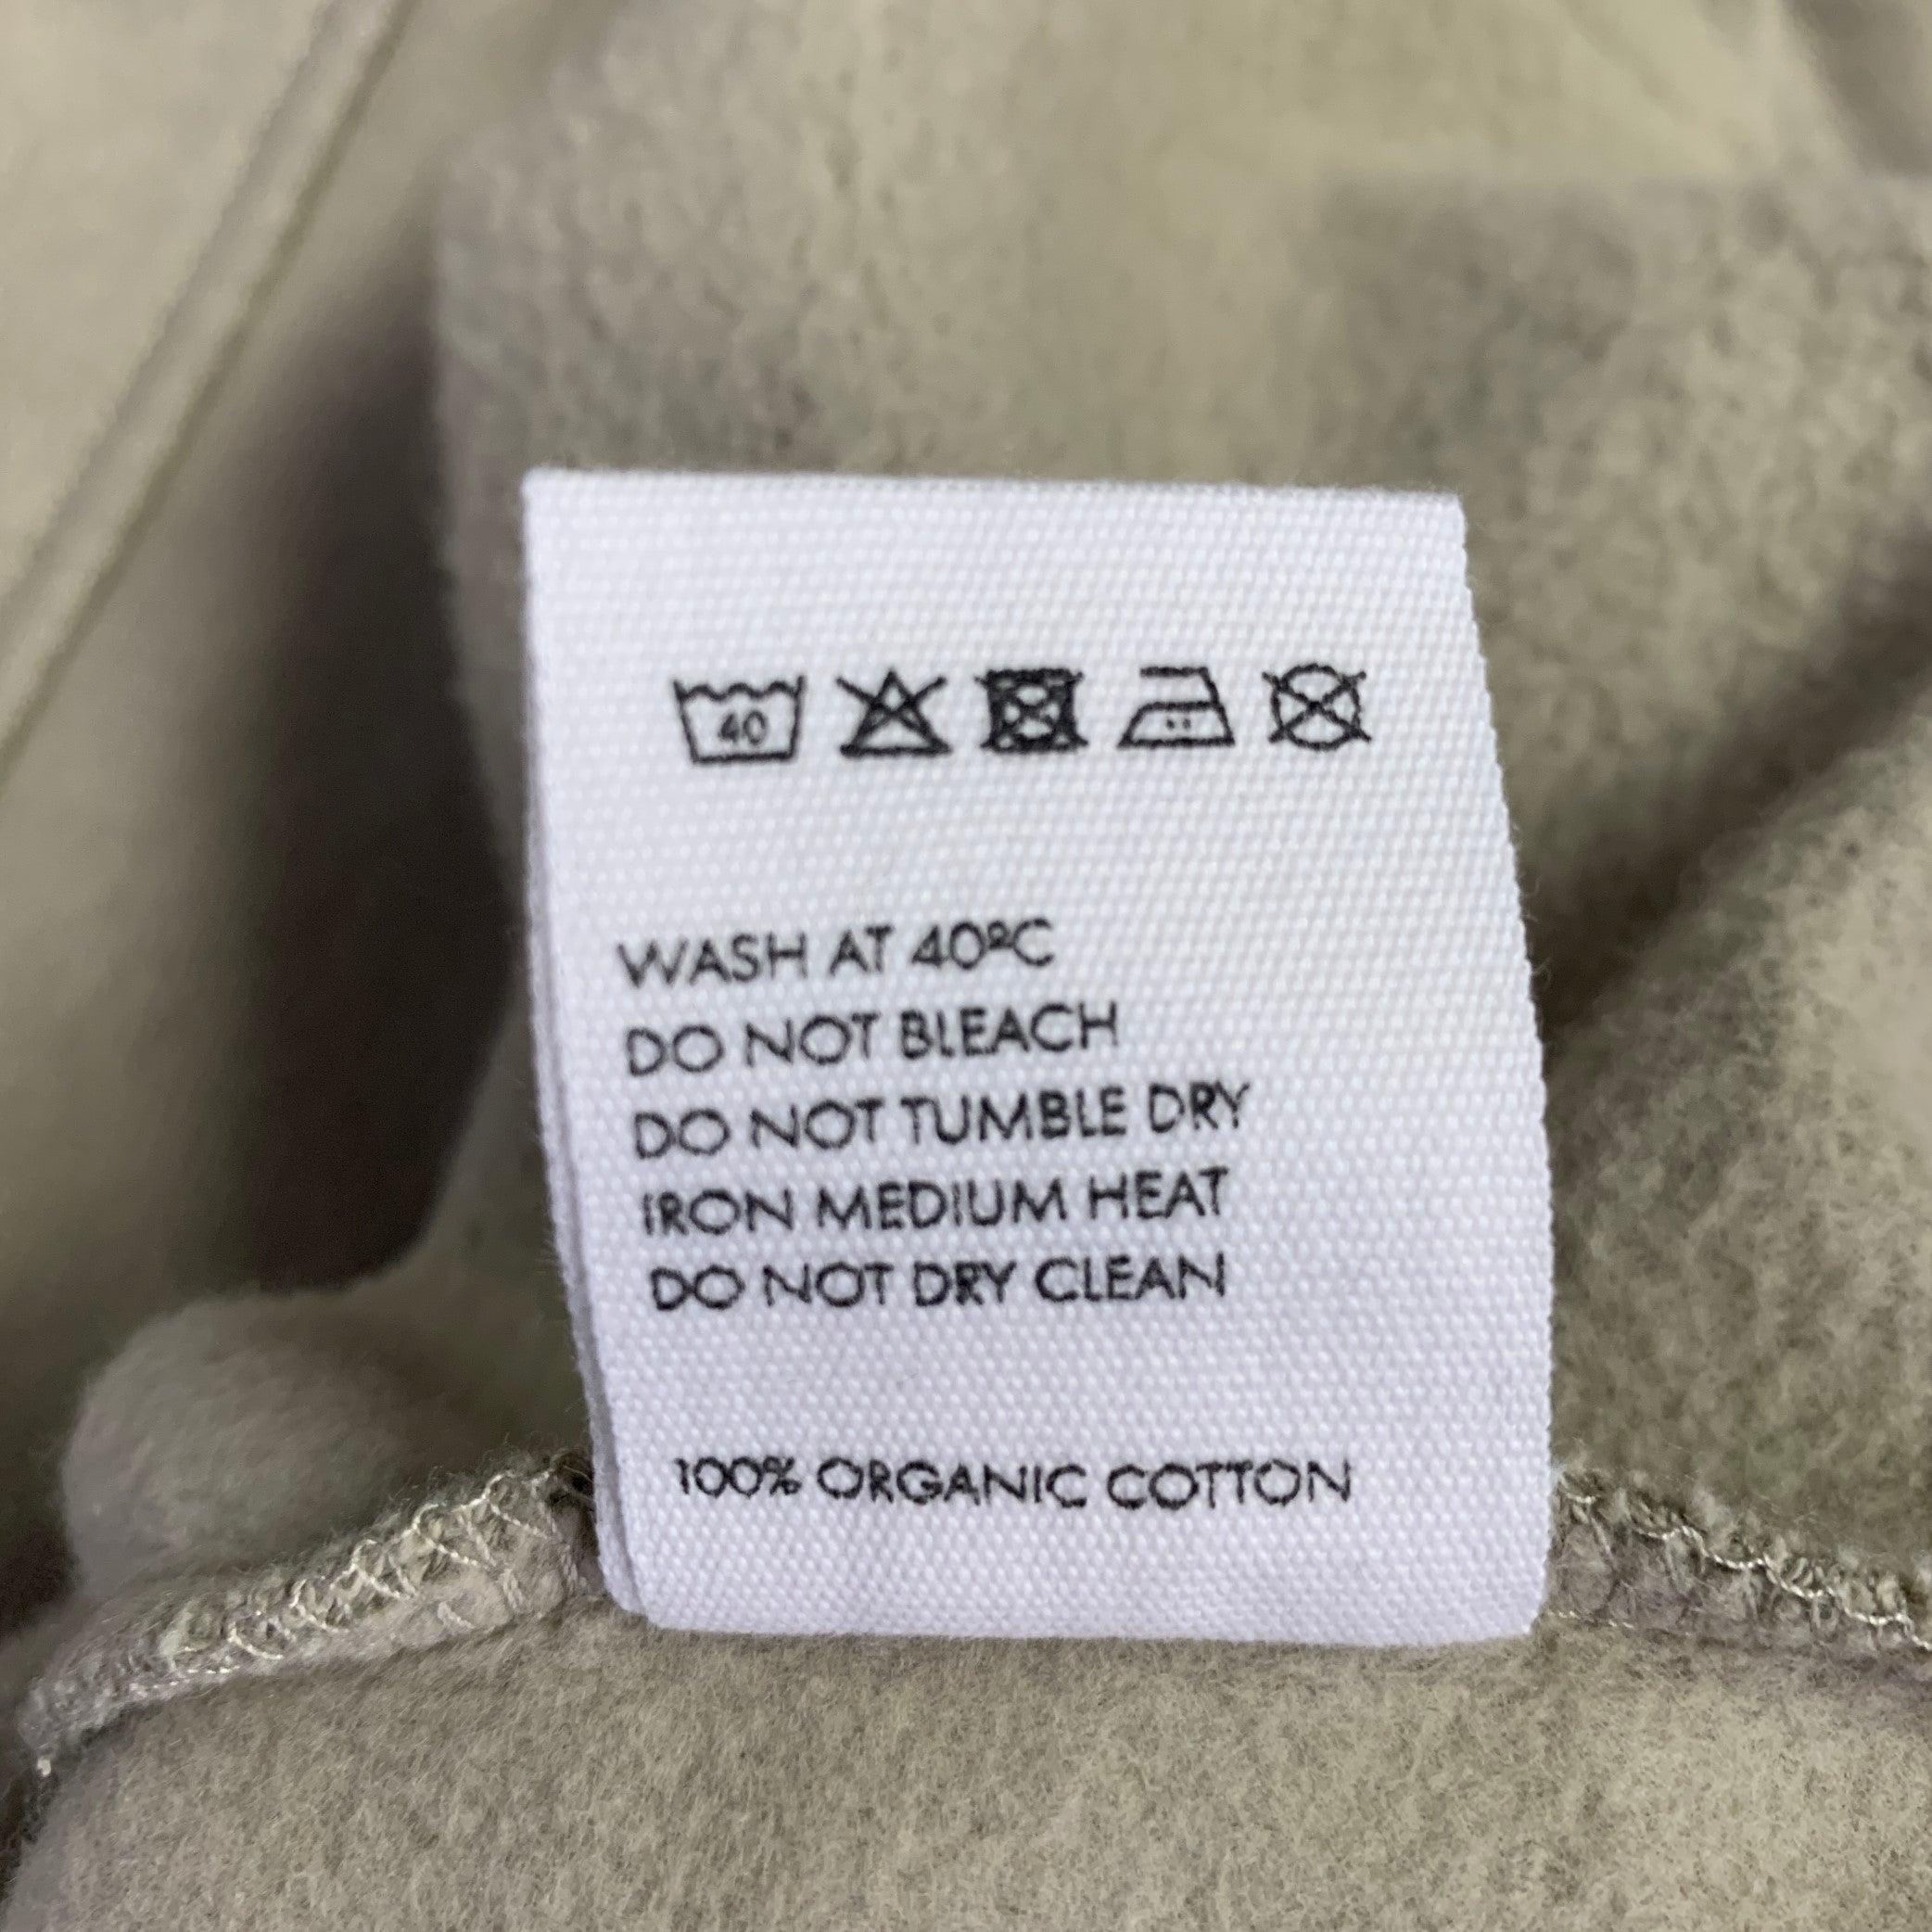 40
WASH AT 40ºC
DO NOT BLEACH
DO NOT TUMBLE DRY
IRON MEDIUM HEAT
DO NOT DRY CLEAN
100% ORGANIC COTTON